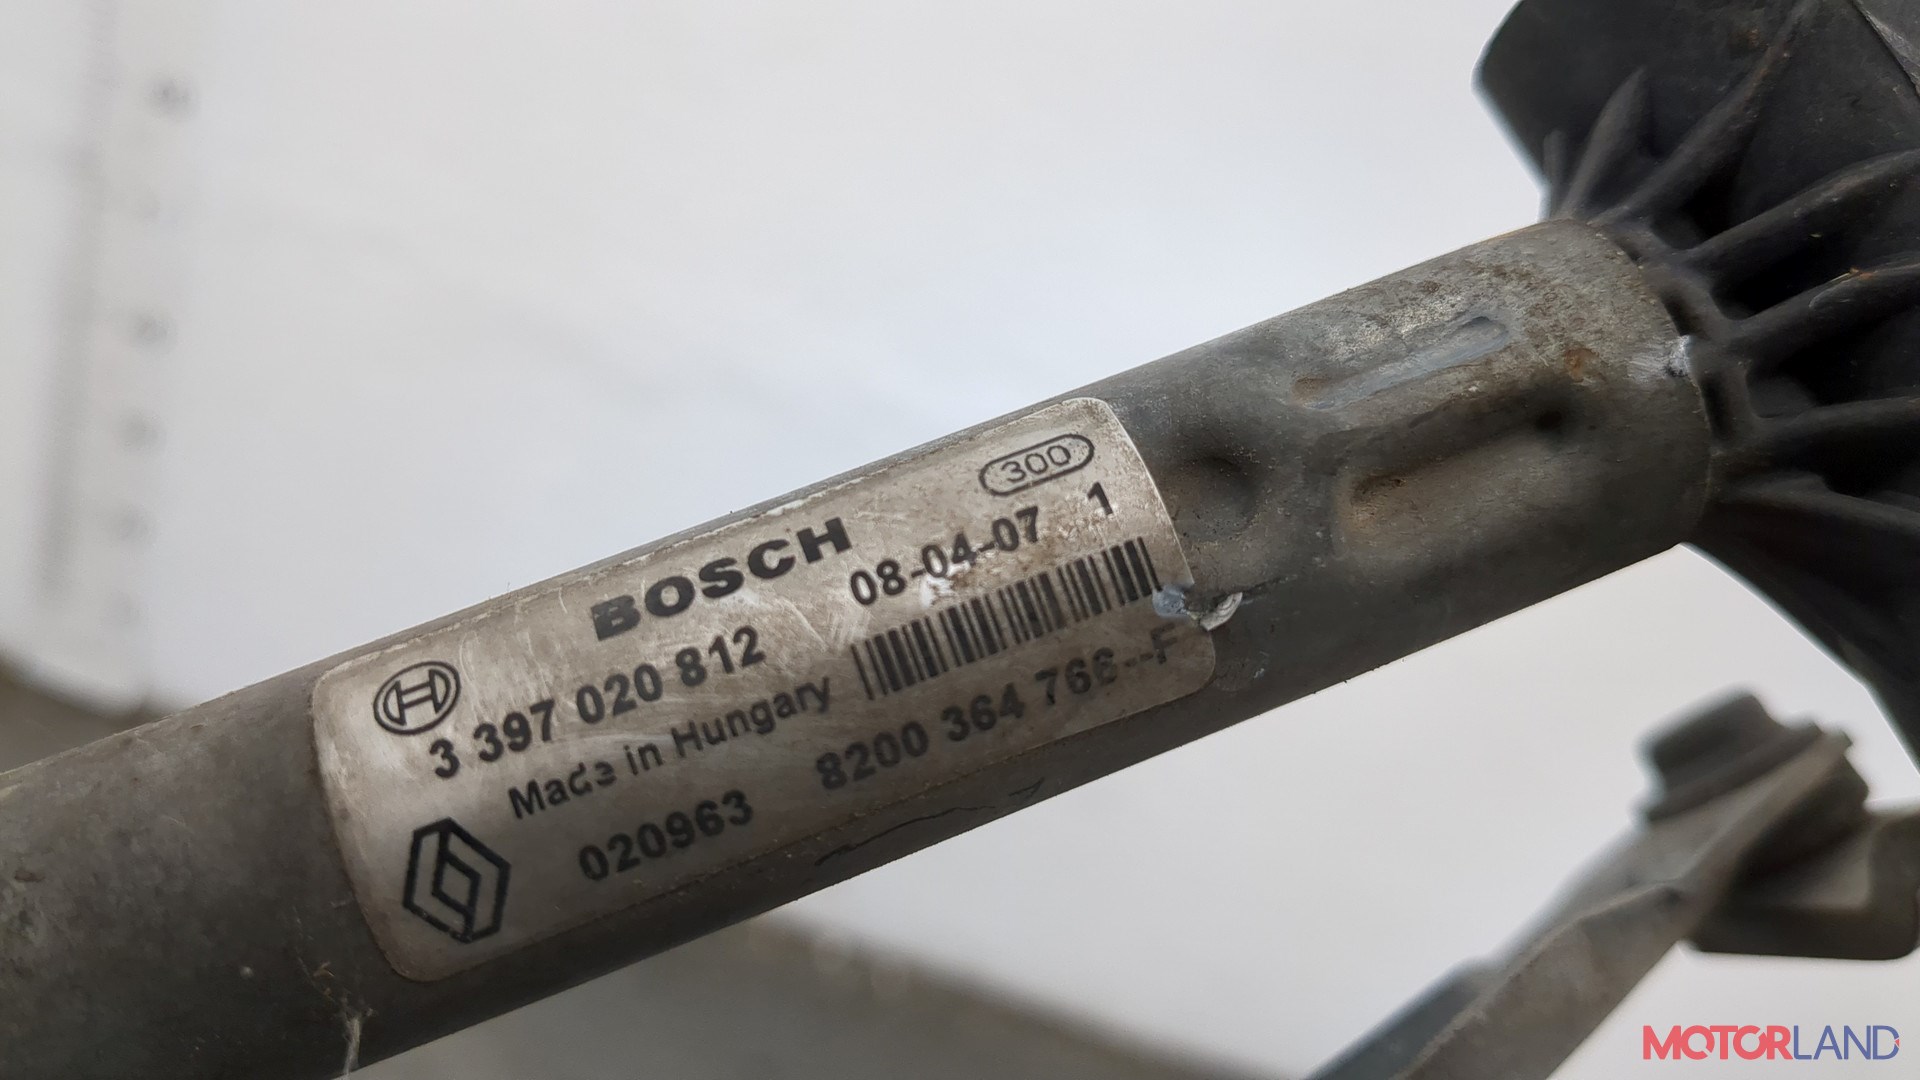 300
BOSCH 08-04-07 1
3 397 020 812
Made in Hungary
020963 8200 364 766--F
MOTORLAND